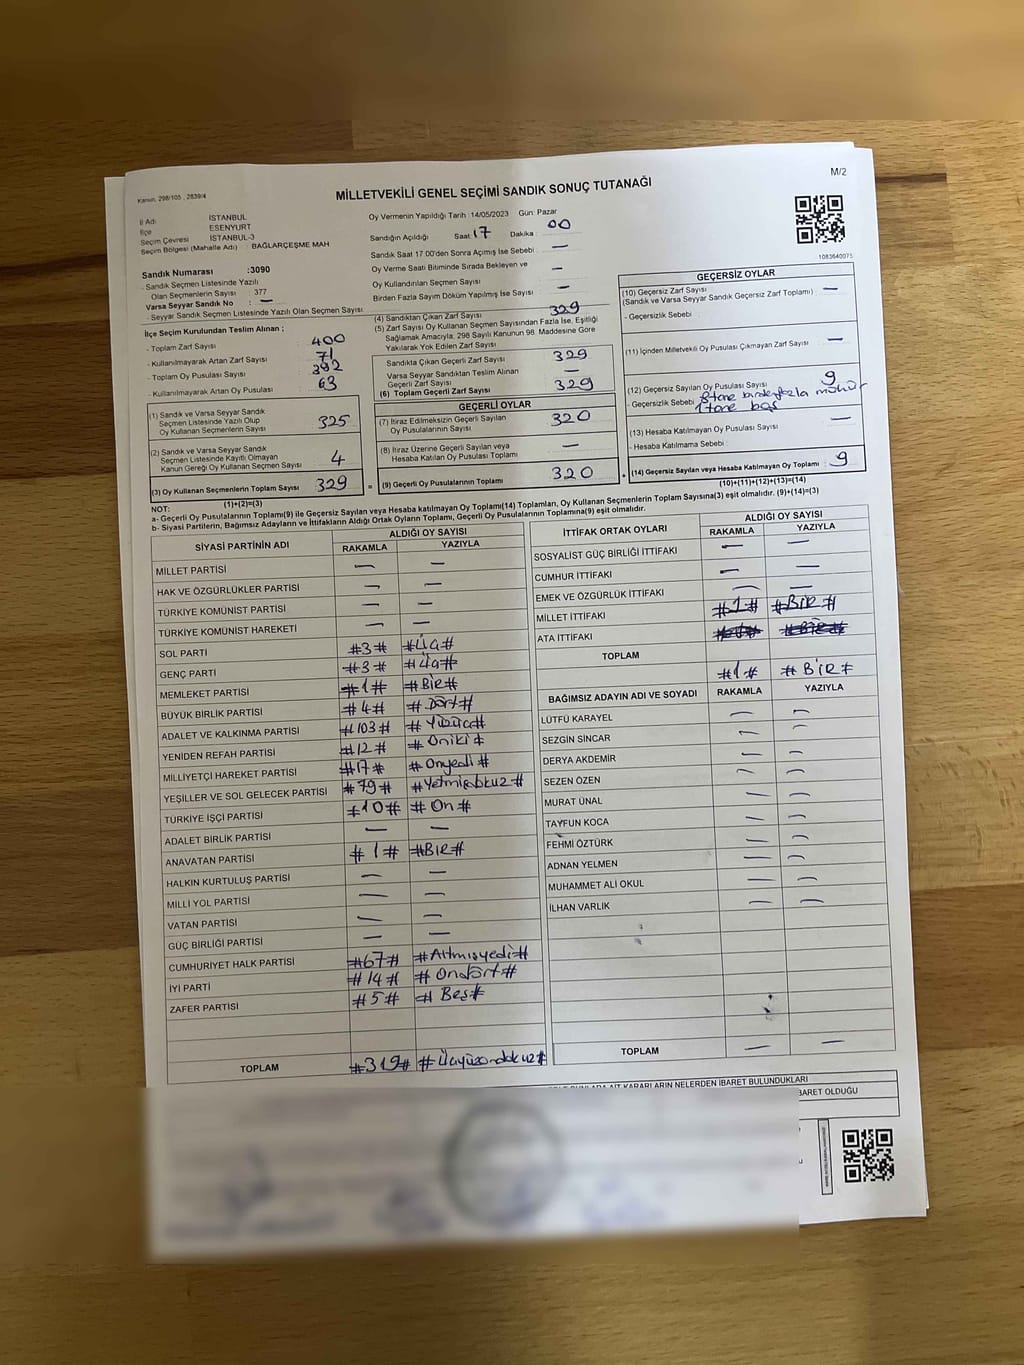 M/2
Kanun, 298/105 , 2839/4
MİLLETVEKİLİ GENEL SEÇİMİ SANDIK SONUÇ TUTANAĞI
İl Adı İSTANBUL
İlçe ESENYURT
Seçim Çevresi İSTANBUL-3
Seçim Bölgesi (Mahalle Adı) : BAĞLARÇEŞME MAH
Sandık Numarası :3090
- Sandık Seçmen Listesinde Yazılı
Olan Seçmenlerin Sayısı : 377
Varsa Seyyar Sandık No : —
- Seyyar Sandık Seçmen Listesinde Yazılı Olan Seçmen Sayısı
İlçe Seçim Kurulundan Teslim Alınan ;
- Toplam Zarf Sayısı : 400
- Kullanılmayarak Artan Zarf Sayısı : 71
- Toplam Oy Pusulası Sayısı : 392
- Kullanılmayarak Artan Oy Pusulası : 63
(1) Sandık ve Varsa Seyyar Sandık
Seçmen Listesinde Yazılı Olup
Oy Kullanan Seçmenlerin Sayısı 325
(2) Sandık ve Varsa Seyyar Sandık
Seçmen Listesinde Kayıtlı Olmayan
Kanun Gereği Oy Kullanan Seçmen Sayısı 4
(3) Oy Kullanan Seçmenlerin Toplam Sayısı 329 =
(1)+(2)=(3)
Oy Vermenin Yapıldığı Tarih :14/05/2023 Gün: Pazar
Sandığın Açıldığı Saat: 17 Dakika : 00
Sandık Saat 17.00'den Sonra Açımış İse Sebebi : —
Oy Verme Saati Bitiminde Sırada Bekleyen ve
Oy Kullandırılan Seçmen Sayısı : —
Birden Fazla Sayım Döküm Yapılmış İse Sayısı : —
(4) Sandıktan Çıkan Zarf Sayısı : 329
(5) Zarf Sayısı Oy Kullanan Seçmen Sayısından Fazla İse, Eşitliği
Sağlamak Amacıyla, 298 Sayılı Kanunun 98. Maddesine Göre
Yakılarak Yok Edilen Zarf Sayısı :
Sandıkta Çıkan Geçerli Zarf Sayısı 329
Varsa Seyyar Sandıktan Teslim Alınan
Geçerli Zarf Sayısı —
(6) Toplam Geçerli Zarf Sayısı 329
GEÇERLİ OYLAR
(7) İtiraz Edilmeksizin Geçerli Sayılan
Oy Pusulalarının Sayısı 320
(8) İtiraz Üzerine Geçerli Sayılan veya
Hesaba Katılan Oy Pusulası Toplamı —
(9) Geçerli Oy Pusulalarının Toplamı 320 +
1083640075
GEÇERSİZ OYLAR
(10) Geçersiz Zarf Sayısı —
(Sandık ve Varsa Seyyar Sandık Geçersiz Zarf Toplamı)
- Geçersizlik Sebebi
(11) İçinden Milletvekili Oy Pusulası Çıkmayan Zarf Sayısı —
(12) Geçersiz Sayılan Oy Pusulası Sayısı 9
- Geçersizlik Sebebi 8 tane birden fazla mühür
1 tane boş
(13) Hesaba Katılmayan Oy Pusulası Sayısı —
- Hesaba Katılmama Sebebi :
(14) Geçersiz Sayılan veya Hesaba Katılmayan Oy Toplamı 9
(10)+(11)+(12)+(13)=(14)
NOT:
a- Geçerli Oy Pusulaları Toplamı(9) ile Geçersiz Sayılan veya Hesaba katılmayan Oy Toplamı(14) Toplamları, Oy Kullanan Seçmenlerin Toplam Sayısına(3) eşit olmalıdır. (9)+(14)=(3)
b- Siyasi Partilerin, Bağımsız Adayların ve İttifakların Aldığı Ortak Oyların Toplamı, Geçerli Oy Pusulalarının Toplamına(9) eşit olmalıdır.
SİYASİ PARTİNİN ADI ALDIĞI OY SAYISI
RAKAMLA YAZIYLA
MİLLET PARTİSİ — —
HAK VE ÖZGÜRLÜKLER PARTİSİ — —
TÜRKİYE KOMÜNİST PARTİSİ — —
TÜRKİYE KOMÜNİST HAREKETİ — —
SOL PARTİ #3# #Üç#
GENÇ PARTİ #3# #Üç#
MEMLEKET PARTİSİ #1# #BİR#
BÜYÜK BİRLİK PARTİSİ #4# #Dört#
ADALET VE KALKINMA PARTİSİ #103# #Yüzüç#
YENİDEN REFAH PARTİSİ #12# #Oniki#
MİLLİYETÇİ HAREKET PARTİSİ #17# #Onyedi#
YEŞİLLER VE SOL GELECEK PARTİSİ #79# #Yetmişdokuz#
TÜRKİYE İŞÇİ PARTİSİ #10# #On#
ADALET BİRLİK PARTİSİ — —
ANAVATAN PARTİSİ #1# #BİR#
HALKIN KURTULUŞ PARTİSİ — —
MİLLİ YOL PARTİSİ — —
VATAN PARTİSİ — —
GÜÇ BİRLİĞİ PARTİSİ — —
CUMHURİYET HALK PARTİSİ #67# #Altmışyedi#
İYİ PARTİ #14# #Ondört#
ZAFER PARTİSİ #5# #Beş#
TOPLAM #319# #Üçyüzondokuz#
İTTİFAK ORTAK OYLARI ALDIĞI OY SAYISI
RAKAMLA YAZIYLA
SOSYALİST GÜÇ BİRLİĞİ İTTİFAKI — —
CUMHUR İTTİFAKI — —
EMEK VE ÖZGÜRLÜK İTTİFAKI — —
MİLLET İTTİFAKI #1# #BİR#
ATA İTTİFAKI
TOPLAM #1# #BİR#
BAĞIMSIZ ADAYIN ADI VE SOYADI RAKAMLA YAZIYLA
LÜTFÜ KARAYEL — —
SEZGİN SİNCAR — —
DERYA AKDEMİR — —
SEZEN ÖZEN — —
MURAT ÜNAL — —
TAYFUN KOCA — —
FEHMİ ÖZTÜRK — —
ADNAN YELMEN — —
MUHAMMET ALİ OKUL — —
İLHAN VARLIK — —
TOPLAM — —
KARARLARIN NELERDEN İBARET BULUNDUKLARI
BARET OLDUĞU